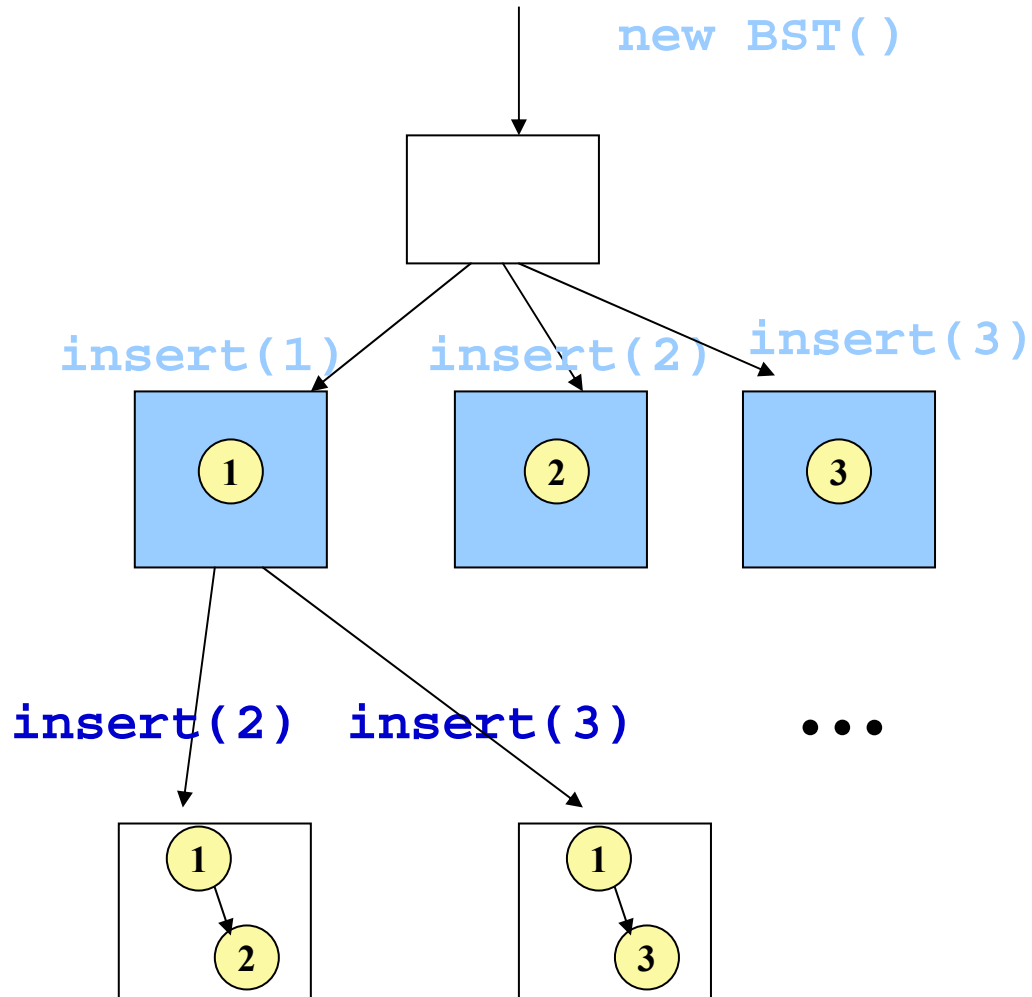 new BST()
insert(1) insert(2) insert(3)
1 2 3
insert(2) insert(3) ...
1 1
2 3